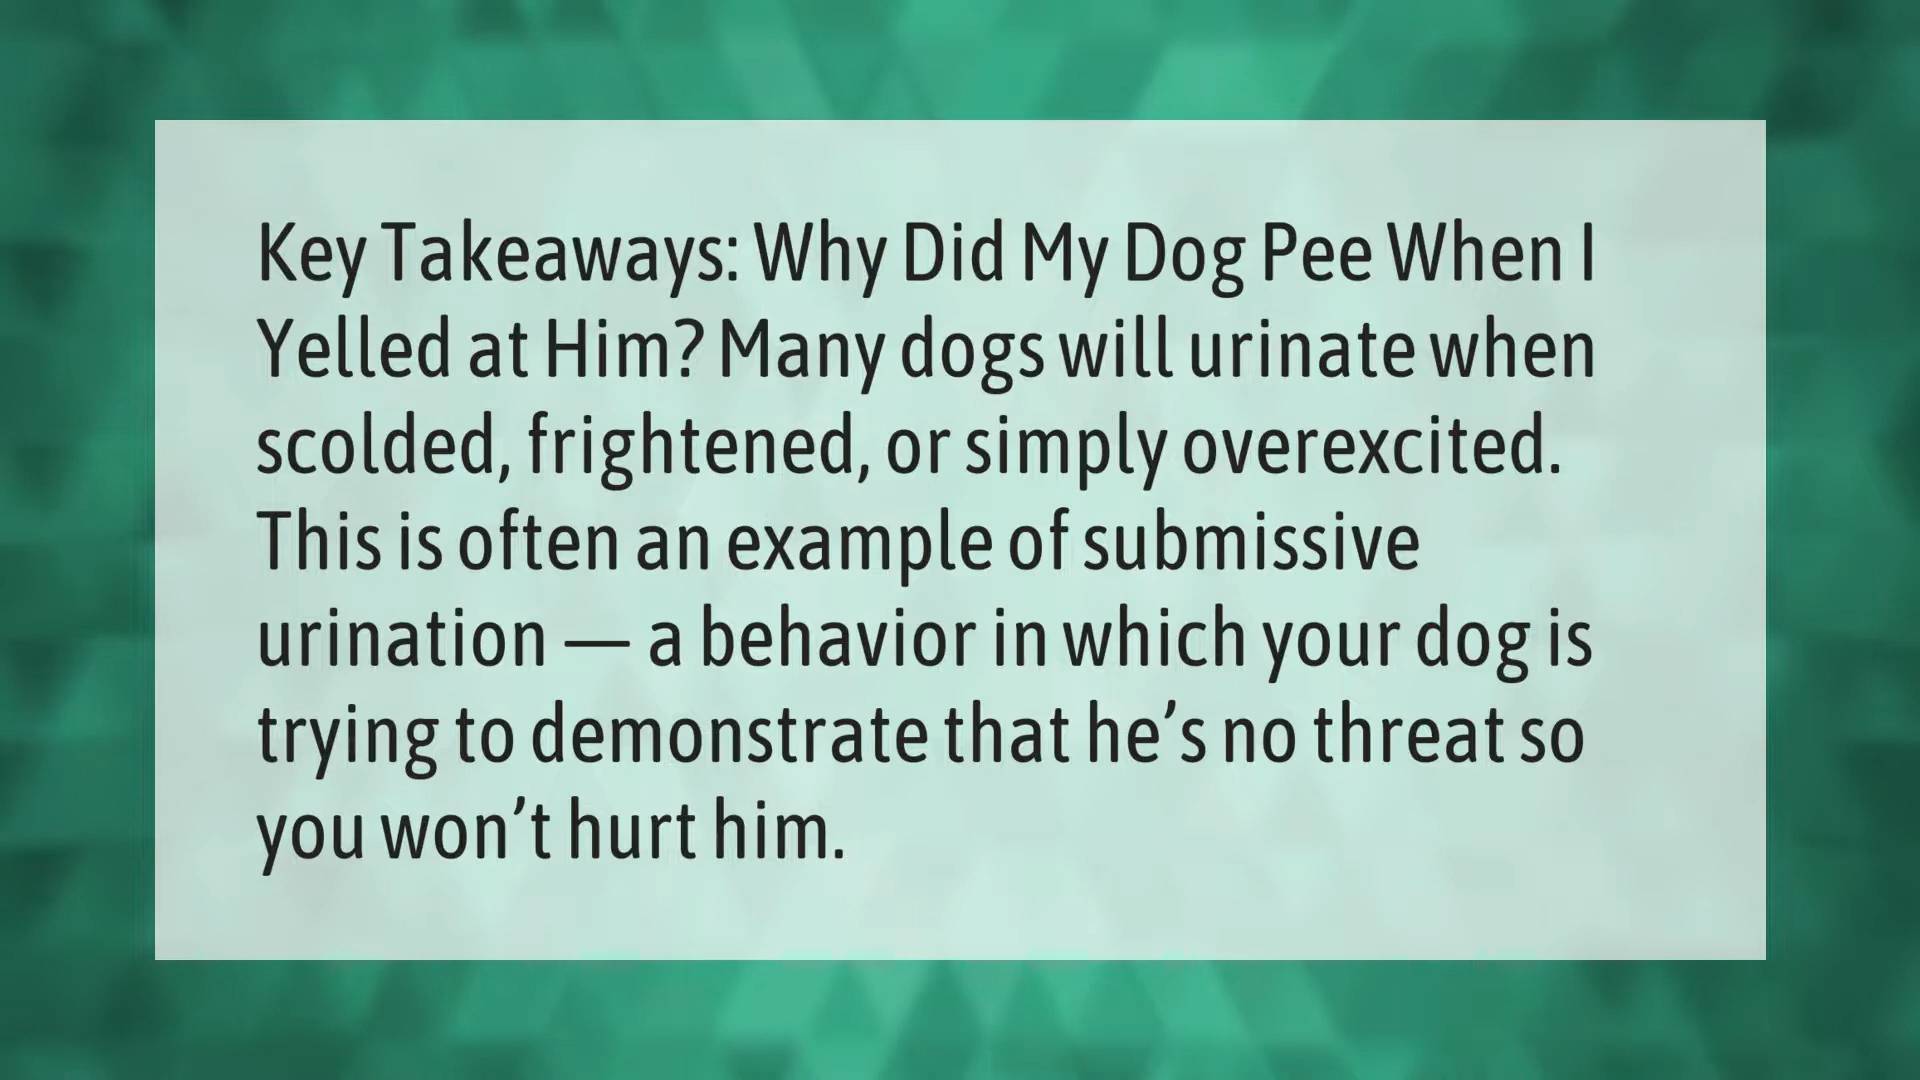 Key Takeaways: Why Did My Dog Pee When I
Yelled at Him? Many dogs will urinate when
scolded, frightened, or simply overexcited.
This is often an example of submissive
urination — a behavior in which your dog is
trying to demonstrate that he’s no threat so
you won’t hurt him.